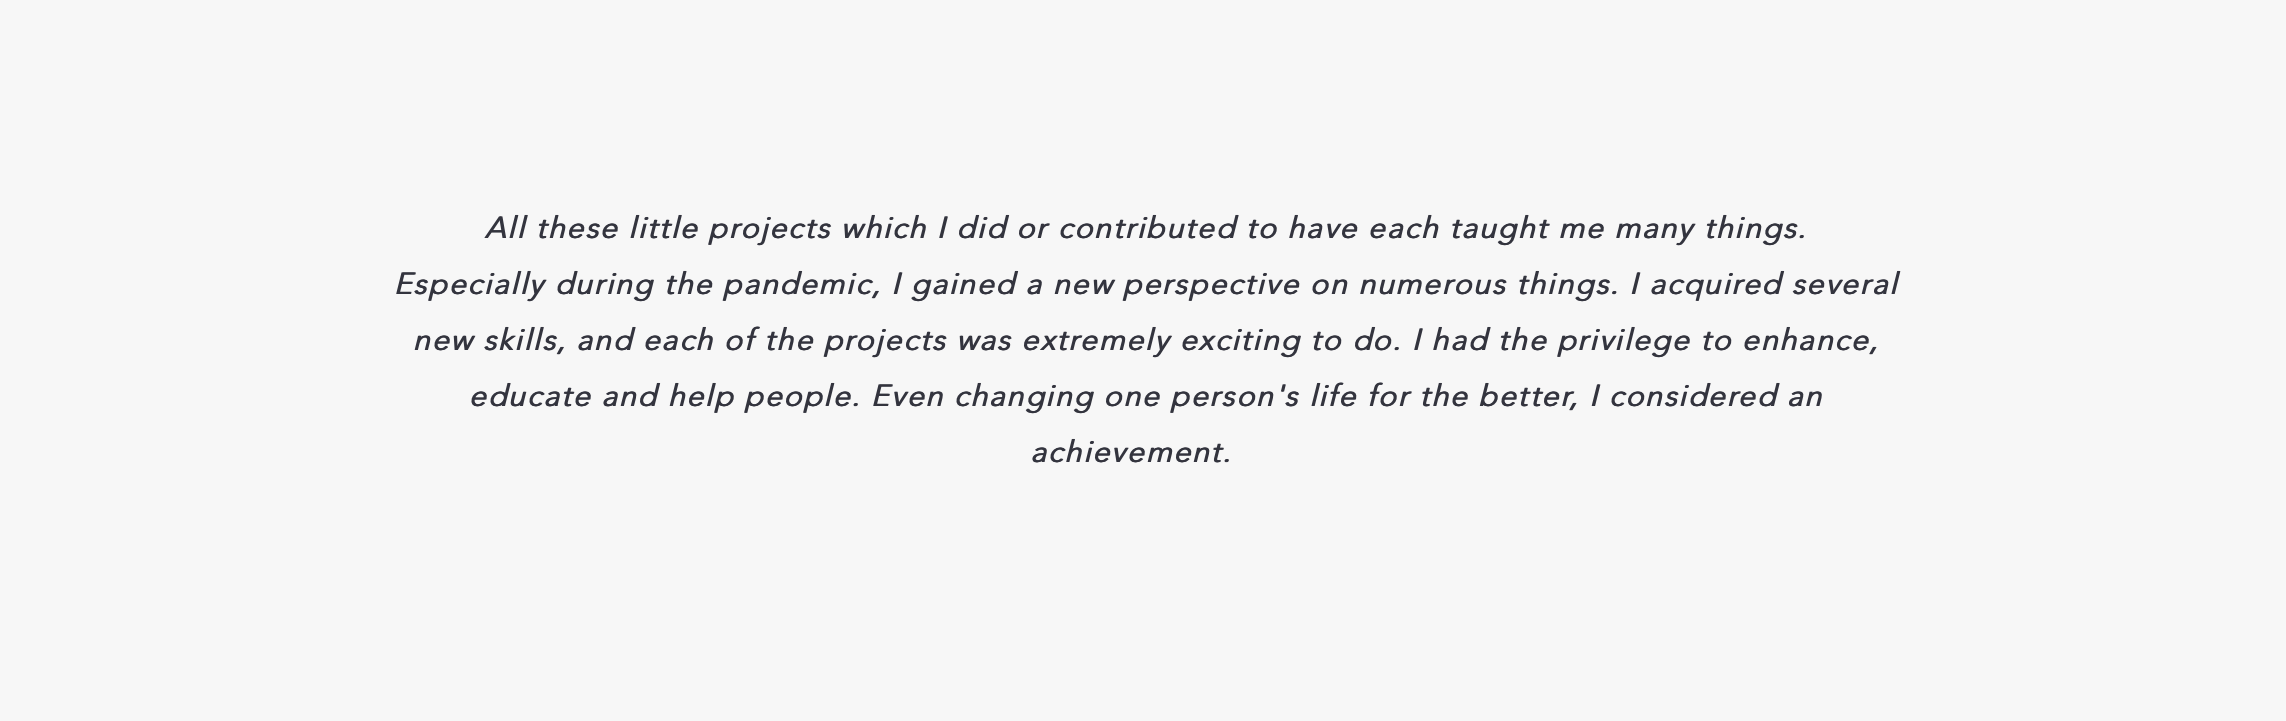 All these little projects which I did or contributed to have each taught me many things.
Especially during the pandemic, I gained a new perspective on numerous things. I acquired several
new skills, and each of the projects was extremely exciting to do. I had the privilege to enhance,
educate and help people. Even changing one person's life for the better, I considered an
achievement.